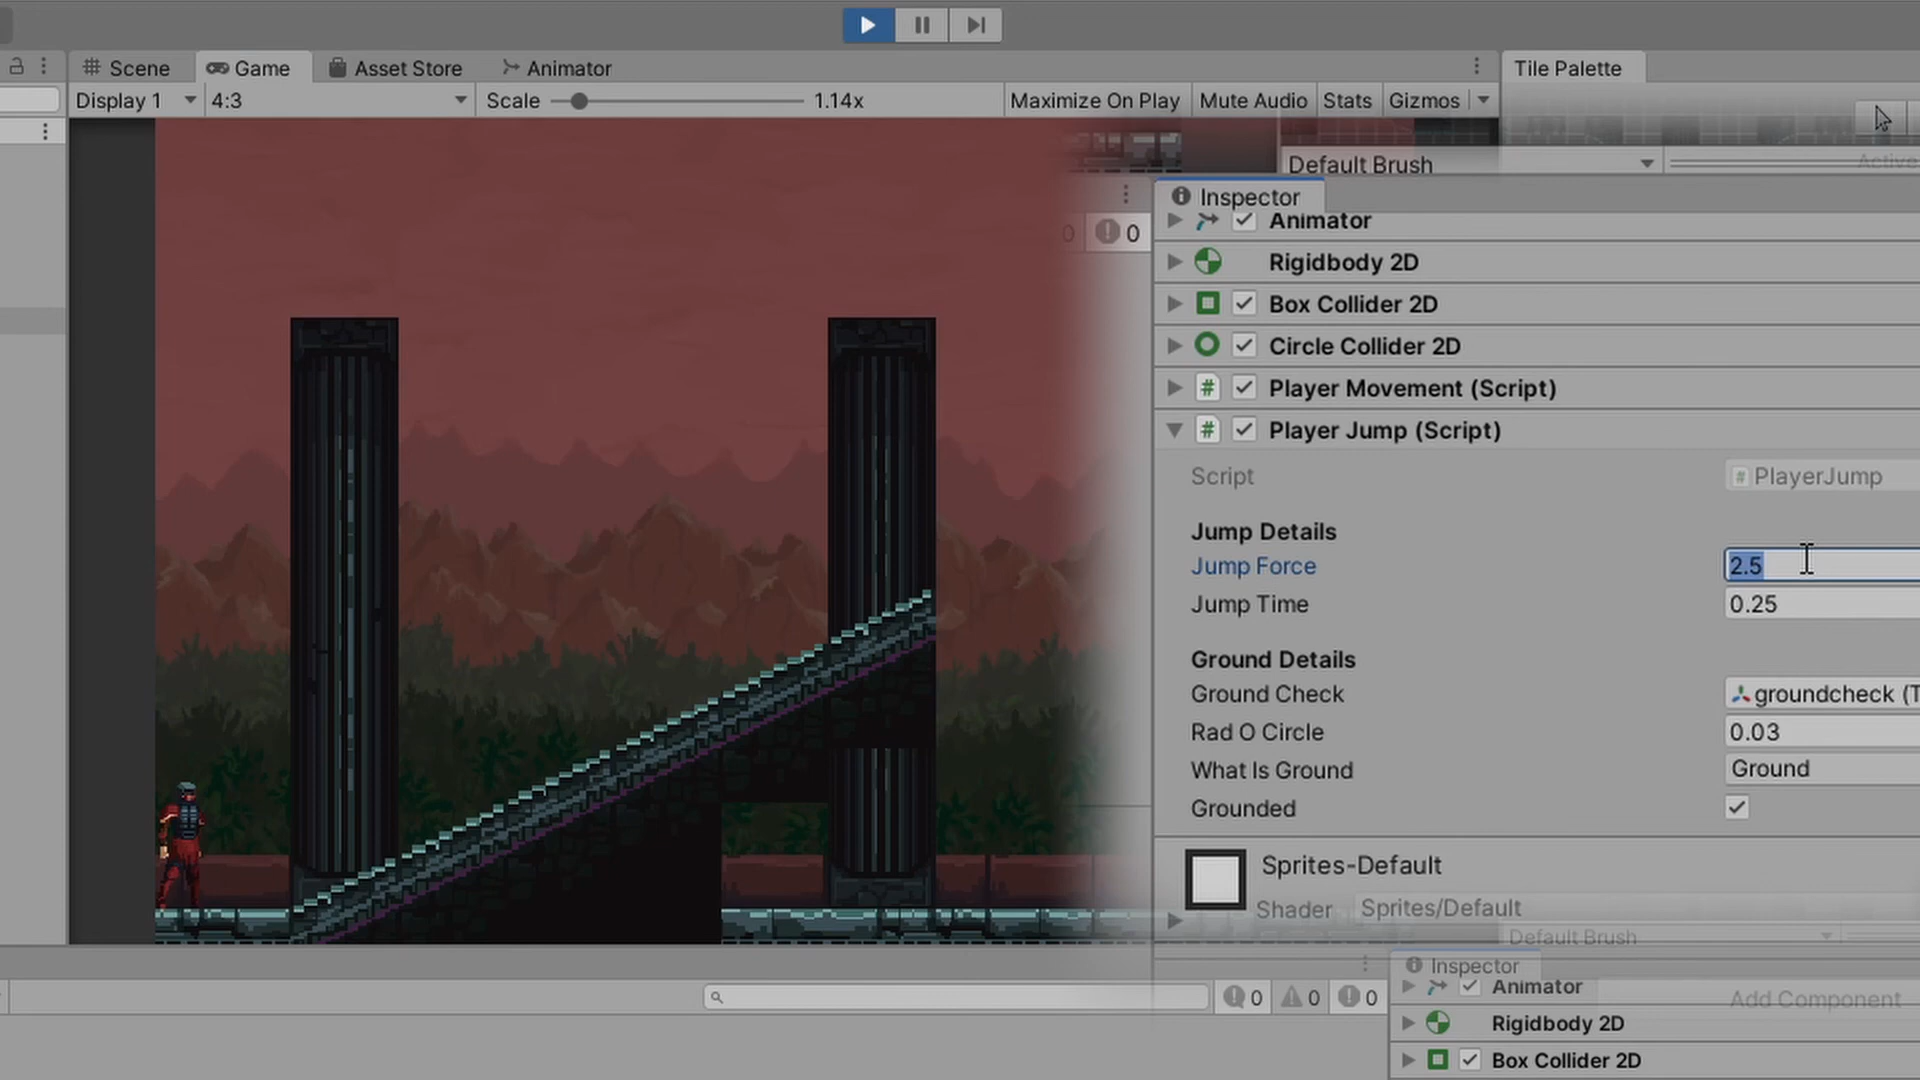 Scene
Game
Asset Store
Animator
Tile Palette
Display 1
4:3
Scale
1.14x
Maximize On Play
Mute Audio
Stats
Gizmos
Default Brush
Active
Inspector
0
0
Animator
Rigidbody 2D
Box Collider 2D
Circle Collider 2D
Player Movement (Script)
Player Jump (Script)
Script
PlayerJump
Jump Details
Jump Force
2.5
Jump Time
0.25
Ground Details
Ground Check
groundcheck (T
Rad O Circle
0.03
What Is Ground
Ground
Grounded
Sprites-Default
Shader
Sprites/Default
Default Brush
Inspector
0
0
0
Animator
Add Component
Rigidbody 2D
Box Collider 2D